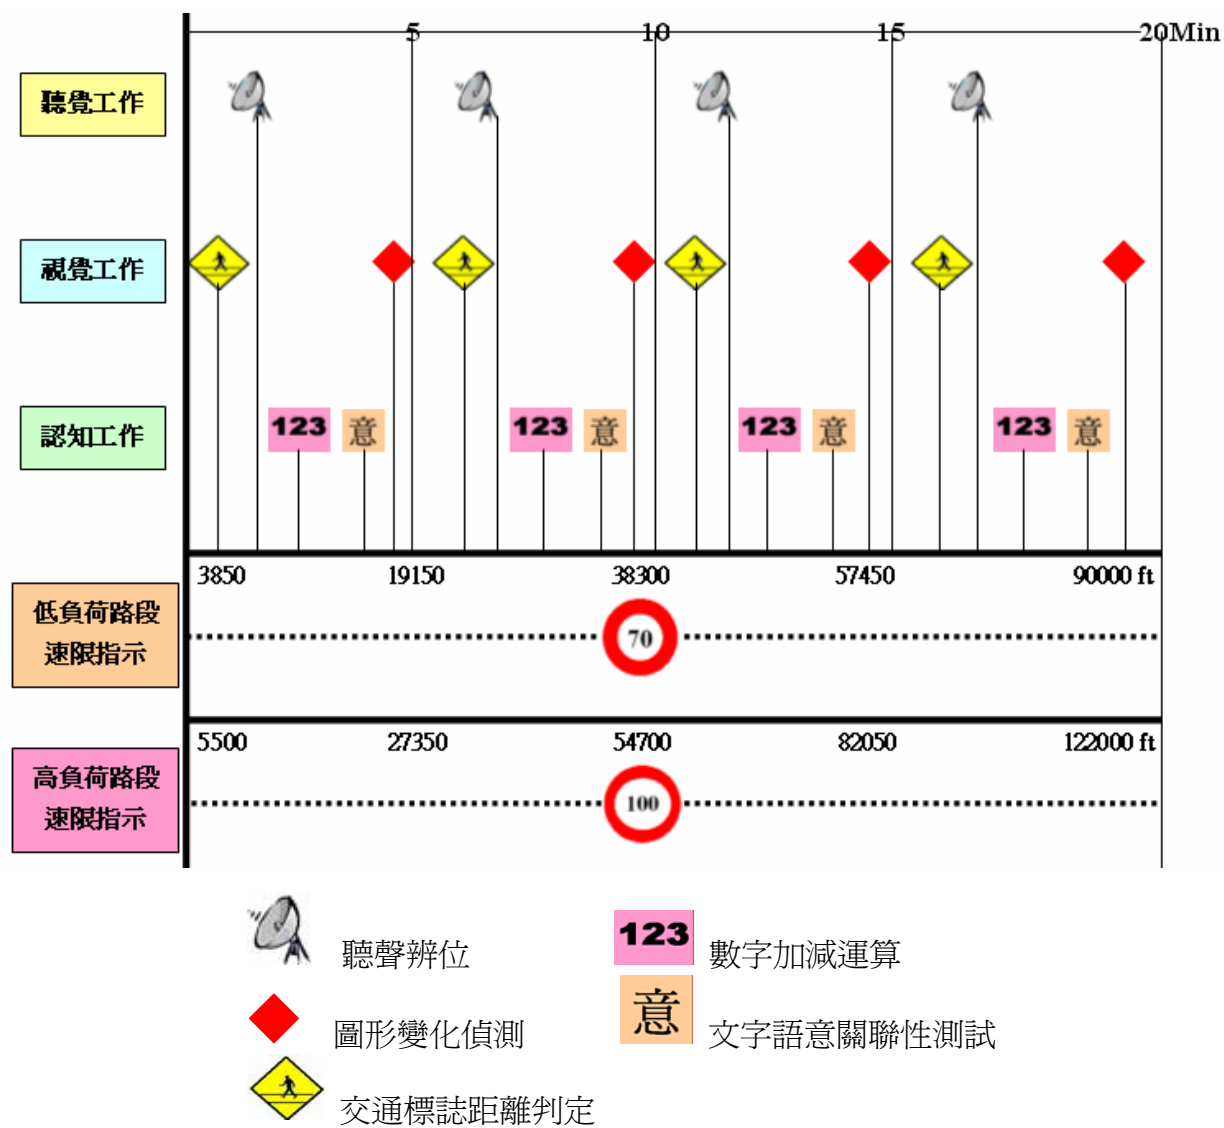 5 10 15 20Min
聽覺工作
視覺工作
認知工作
123 意 123 意 123 意 123 意
3850 19150 38300 57450 90000 ft
低負荷路段
速限指示
70
5500 27350 54700 82050 122000 ft
高負荷路段
速限指示
100
聽聲辨位
123 數字加減運算
圖形變化偵測
意 文字語意關聯性測試
交通標誌距離判定